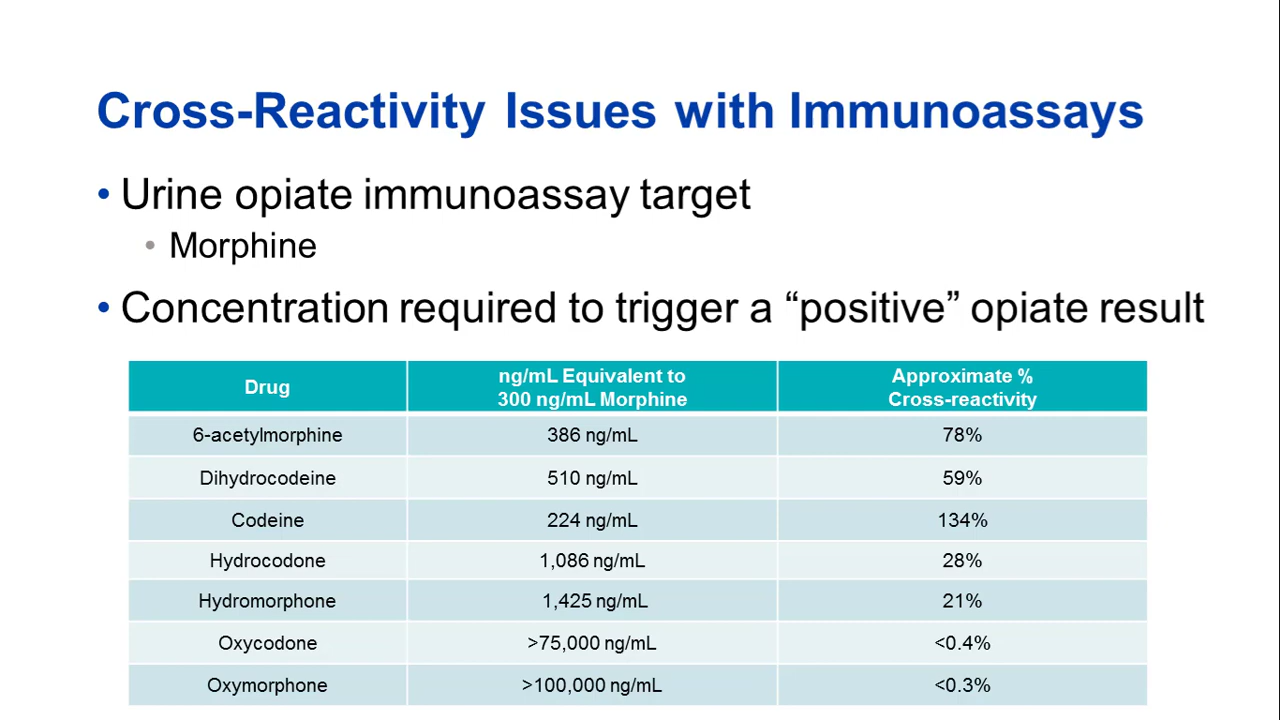 Cross-Reactivity Issues with Immunoassays
• Urine opiate immunoassay target
• Morphine
• Concentration required to trigger a “positive” opiate result
Drug
ng/mL Equivalent to
300 ng/mL Morphine
Approximate %
Cross-reactivity
6-acetylmorphine 386 ng/mL 78%
Dihydrocodeine 510 ng/mL 59%
Codeine 224 ng/mL 134%
Hydrocodone 1,086 ng/mL 28%
Hydromorphone 1,425 ng/mL 21%
Oxycodone >75,000 ng/mL <0.4%
Oxymorphone >100,000 ng/mL <0.3%